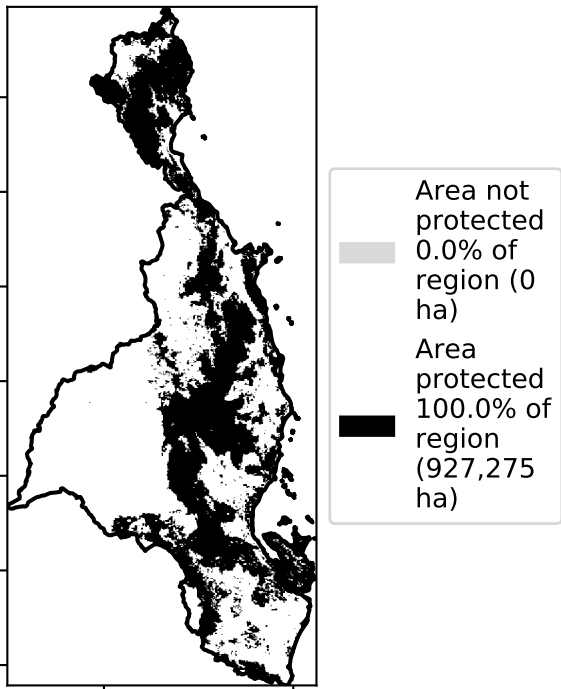 Area not
protected
0.0% of
region (0
ha)
Area
protected
100.0% of
region
(927,275
ha)